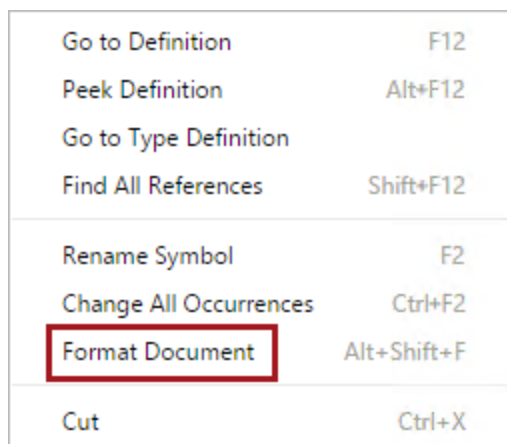 Go to Definition F12
Peek Definition Alt+F12
Go to Type Definition
Find All References Shift+F12
Rename Symbol F2
Change All Occurrences Ctrl+F2
Format Document Alt+Shift+F
Cut Ctrl+X